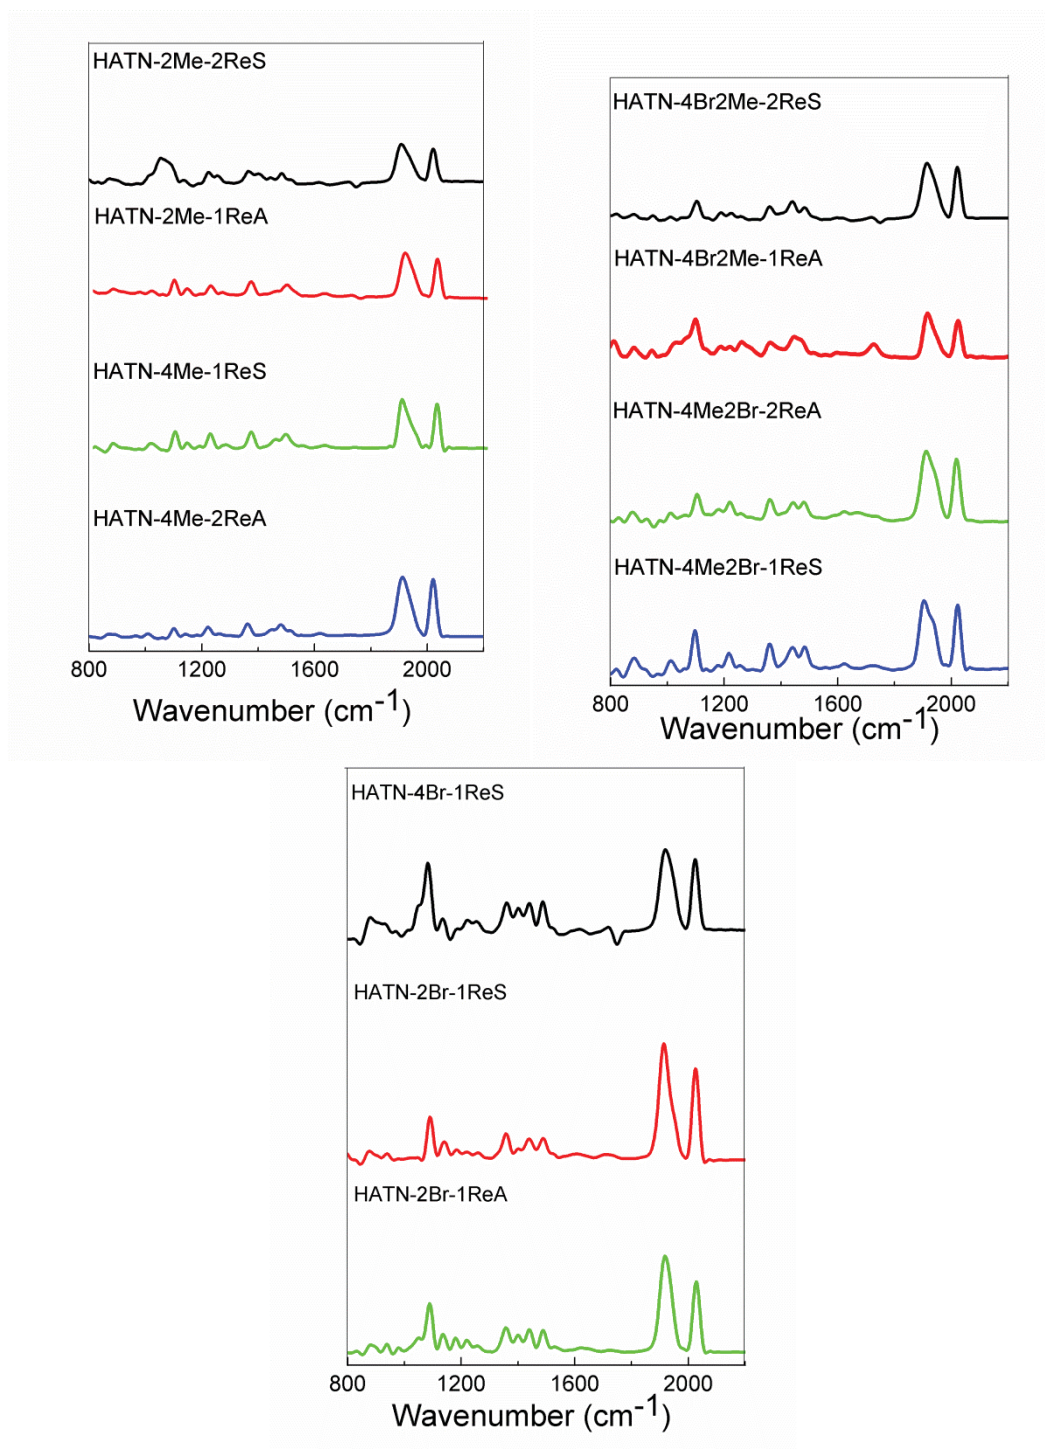 HATN-2Me-2ReS
HATN-2Me-1ReA
HATN-4Me-1ReS
HATN-4Me-2ReA
800 1200 1600 2000
Wavenumber (cm-1)
HATN-4Br2Me-2ReS
HATN-4Br2Me-1ReA
HATN-4Me2Br-2ReA
HATN-4Me2Br-1ReS
800 1200 1600 2000
Wavenumber (cm-1)
HATN-4Br-1ReS
HATN-2Br-1ReS
HATN-2Br-1ReA
800 1200 1600 2000
Wavenumber (cm-1)